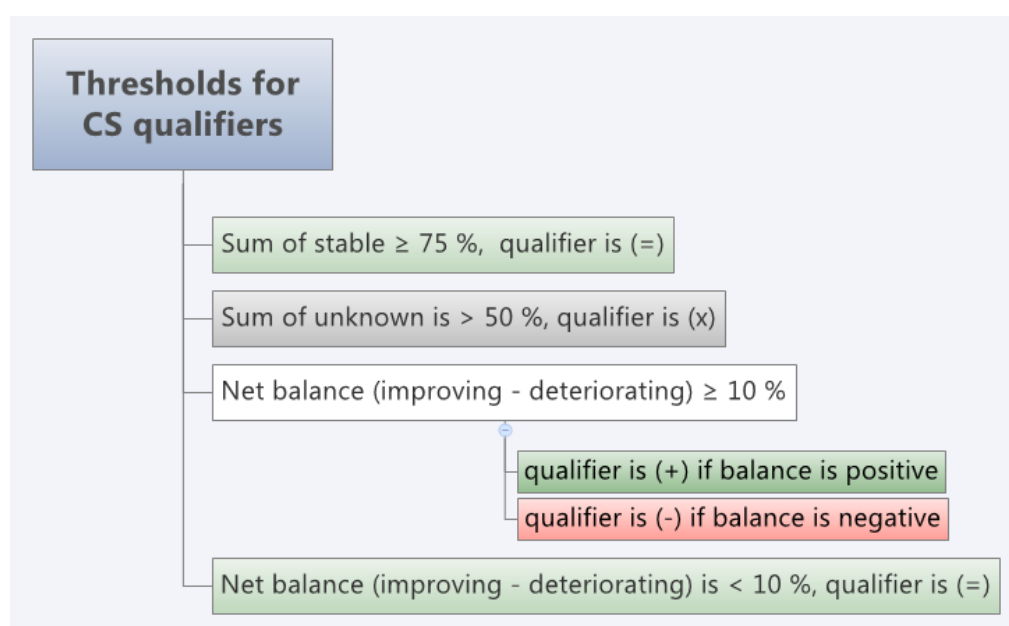 Thresholds for
CS qualifiers
Sum of stable ≥ 75 %,  qualifier is (=)
Sum of unknown is > 50 %, qualifier is (x)
Net balance (improving - deteriorating) ≥ 10 %
qualifier is (+) if balance is positive
qualifier is (-) if balance is negative
Net balance (improving - deteriorating) is < 10 %, qualifier is (=)